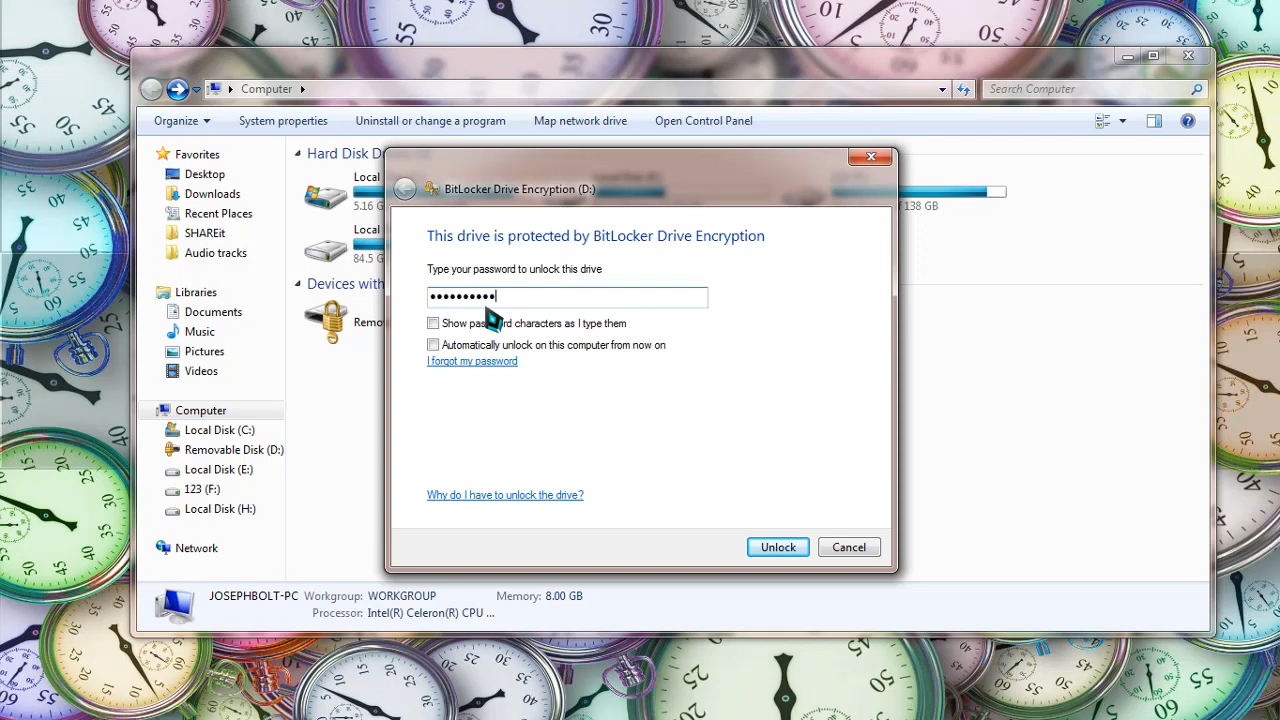 Computer
Search Computer
Organize
System properties
Uninstall or change a program
Map network drive
Open Control Panel
Favorites
Desktop
Downloads
Recent Places
SHAREit
Audio tracks
Libraries
Documents
Music
Pictures
Videos
Computer
Local Disk (C:)
Removable Disk (D:)
Local Disk (E:)
123 (F:)
Local Disk (H:)
Network
Hard Disk
Local
5.16 G
138 GB
Local
84.5 G
Devices with
Remo
BitLocker Drive Encryption (D:)
This drive is protected by BitLocker Drive Encryption
Type your password to unlock this drive
••••••••••
Show password characters as I type them
Automatically unlock on this computer from now on
I forgot my password
Why do I have to unlock the drive?
Unlock
Cancel
JOSEPHBOLT-PC Workgroup: WORKGROUP Memory: 8.00 GB
Processor: Intel(R) Celeron(R) CPU ...